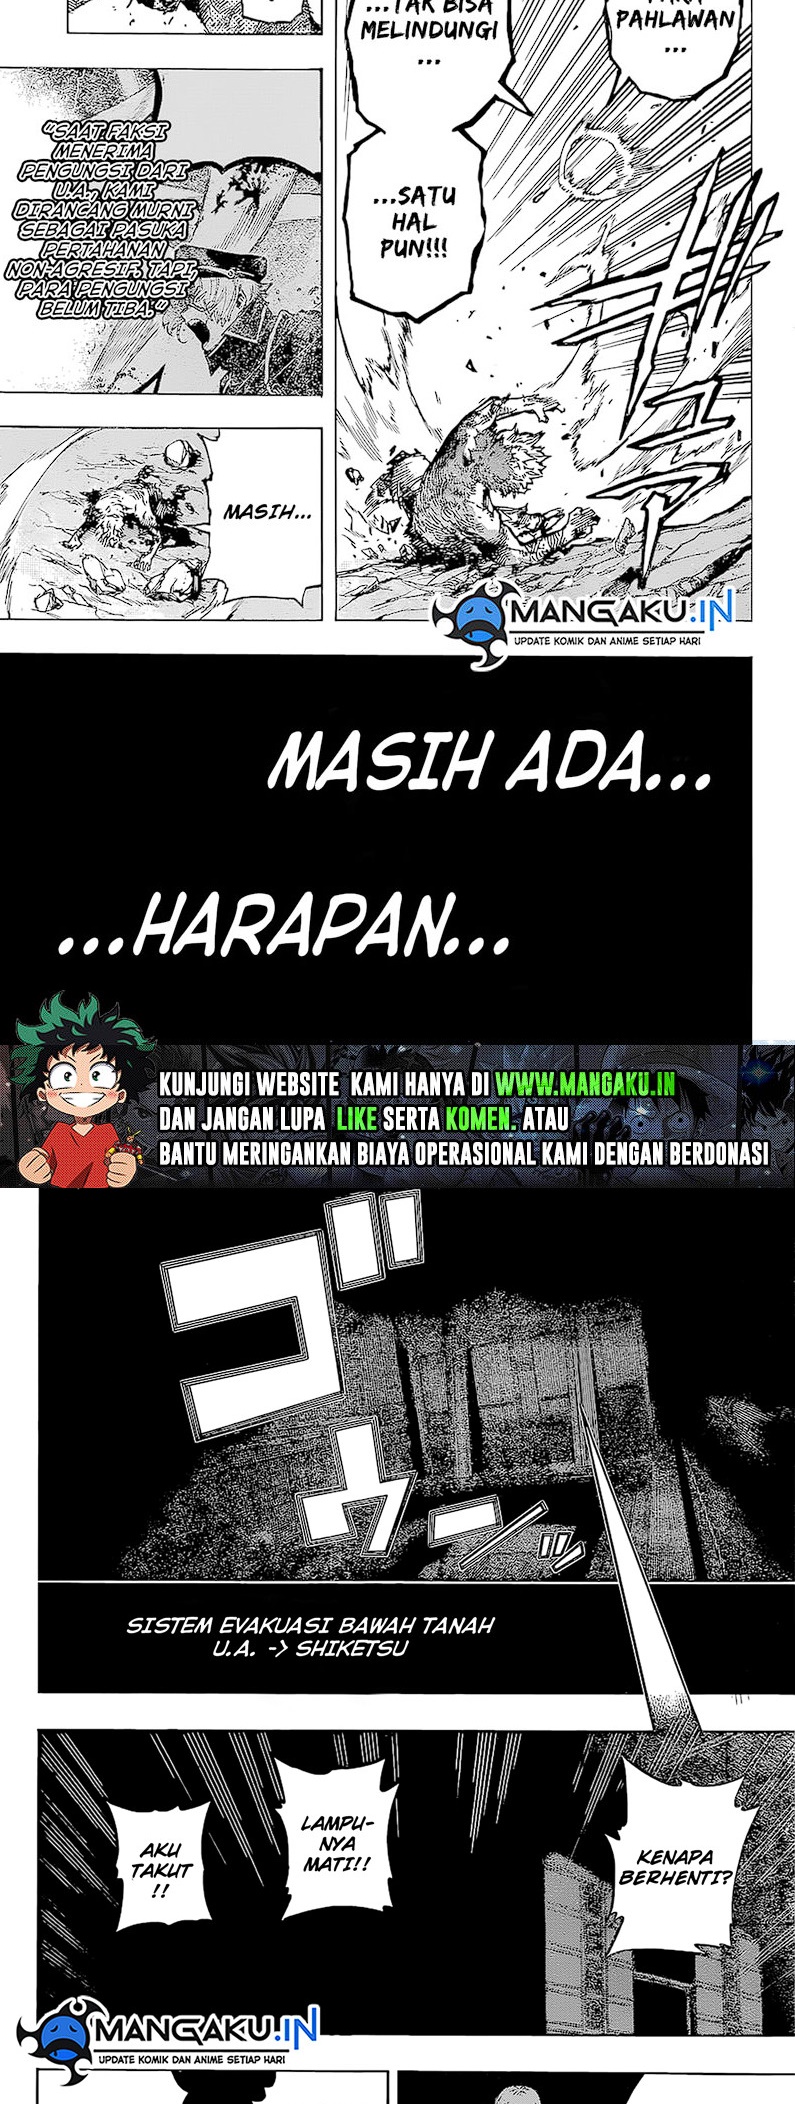 PAHLAWAN
...
...TAK BISA
MELINDUNGI
...
...SATU
HAL
PUN!!!
"SAAT FAKSI
MENERIMA
PENGUNGSI DARI
U.A., KAMI
DIRANCANG MURNI
SEBAGAI PASUKA
PERTAHANAN
NON-AGRESIF. TAPI,
PARA PENGUNGSI
BELUM TIBA."
MASIH...
MANGAKU.IN
UPDATE KOMIK DAN ANIME SETIAP HARI
MASIH ADA...
...HARAPAN...
KUNJUNGI WEBSITE KAMI HANYA DI WWW.MANGAKU.IN
DAN JANGAN LUPA LIKE SERTA KOMEN. ATAU
BANTU MERINGANKAN BIAYA OPERASIONAL KAMI DENGAN BERDONASI
ゴ
ウーン
SISTEM EVAKUASI BAWAH TANAH
U.A. -> SHIKETSU
KENAPA
BERHENTI?
LAMPU-
NYA
MATI!!
AKU
TAKUT
!!
MANGAKU.IN
UPDATE KOMIK DAN ANIME SETIAP HARI